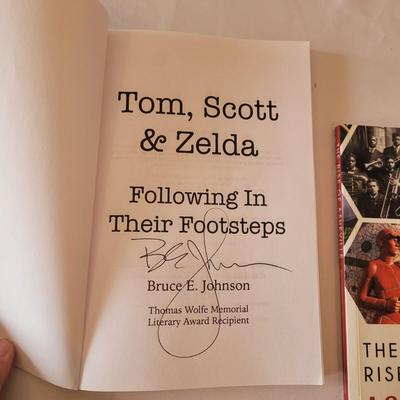 Tom, Scott
& Zelda
Following In
Their Footsteps
Bruce E. Johnson
Thomas Wolfe Memorial
Literary Award Recipient
THE
RISE